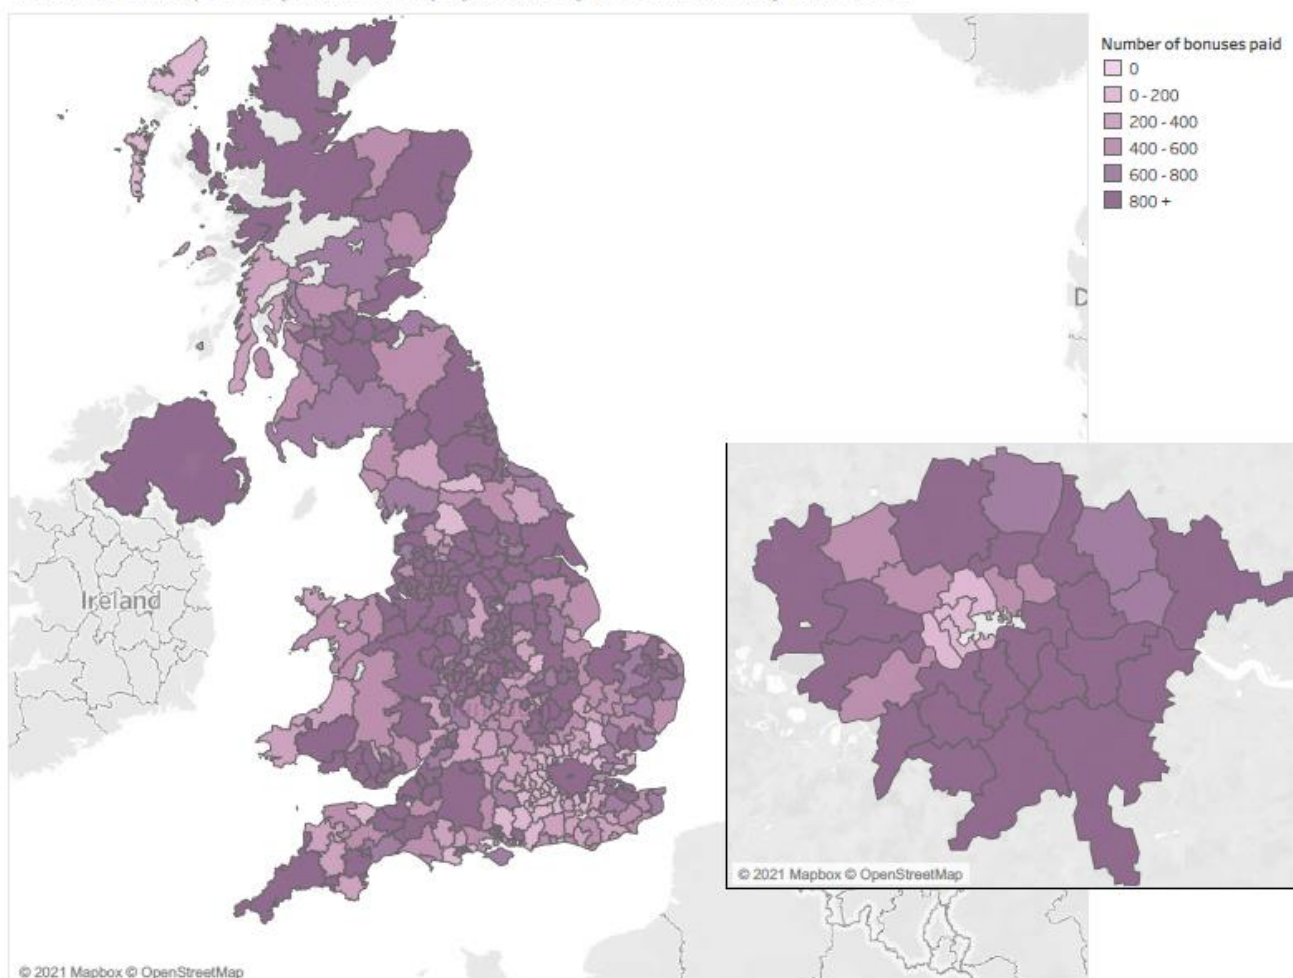 Number of bonuses paid
0
0 - 200
200 - 400
400 - 600
600 - 800
800 +
D
Ireland
© 2021 Mapbox © OpenStreetMap
© 2021 Mapbox © OpenStreetMap